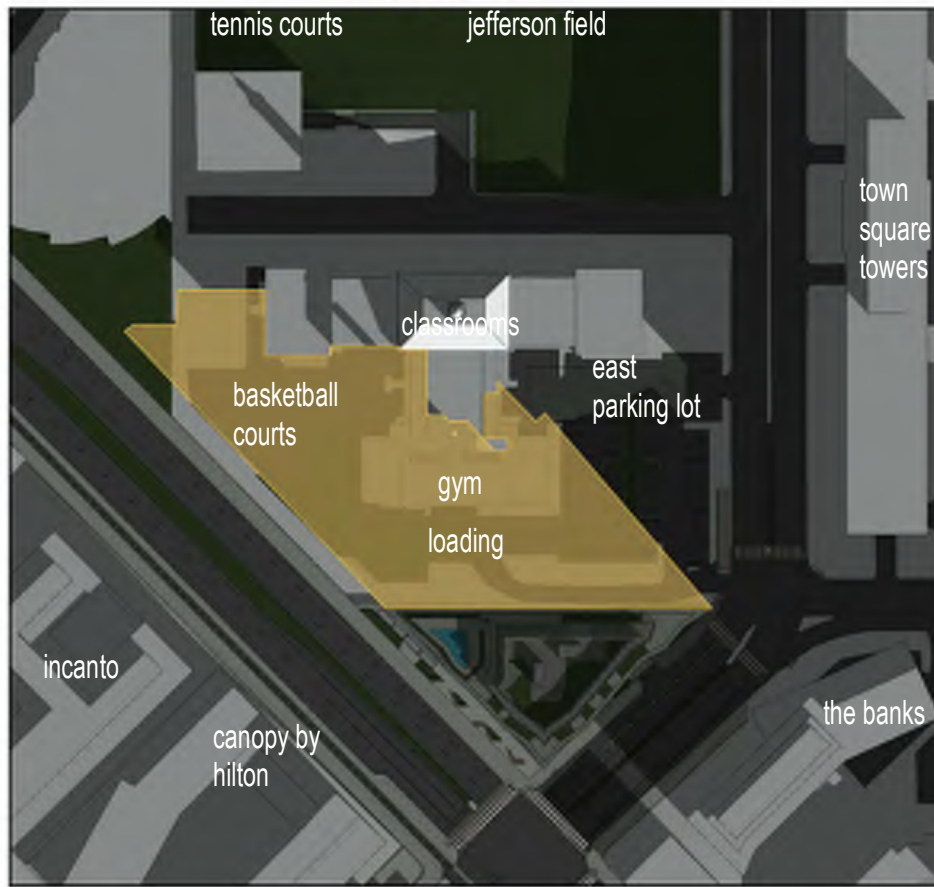 tennis courts
jefferson field
town
square
towers
classrooms
east
parking lot
basketball
courts
gym
loading
incanto
the banks
canopy by
hilton